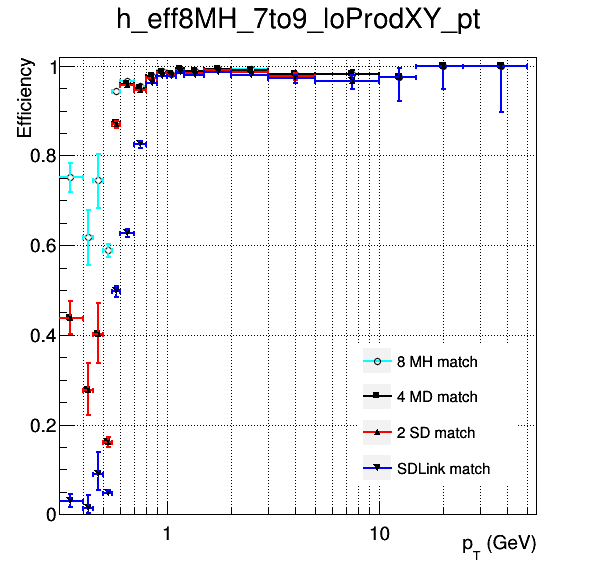 h_eff8MH_7to9_loProdXY_pt
Efficiency
1
0.8
0.6
0.4
0.2
0
8 MH match
4 MD match
2 SD match
SDLink match
1
10
p_T (GeV)